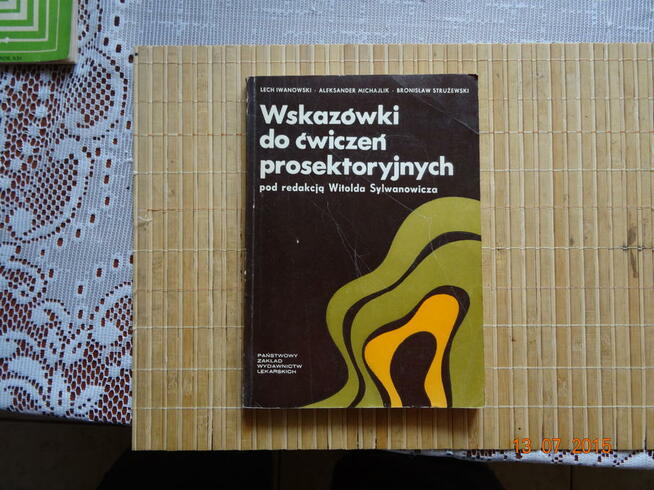 LECH IWANOWSKI · ALEKSANDER MICHAJLIK · BRONISŁAW STRUŻEWSKI
Wskazówki
do ćwiczeń
prosektoryjnych
pod redakcją Witolda Sylwanowicza
PAŃSTWOWY
ZAKŁAD
WYDAWNICTW
LEKARSKICH
13 07 2015